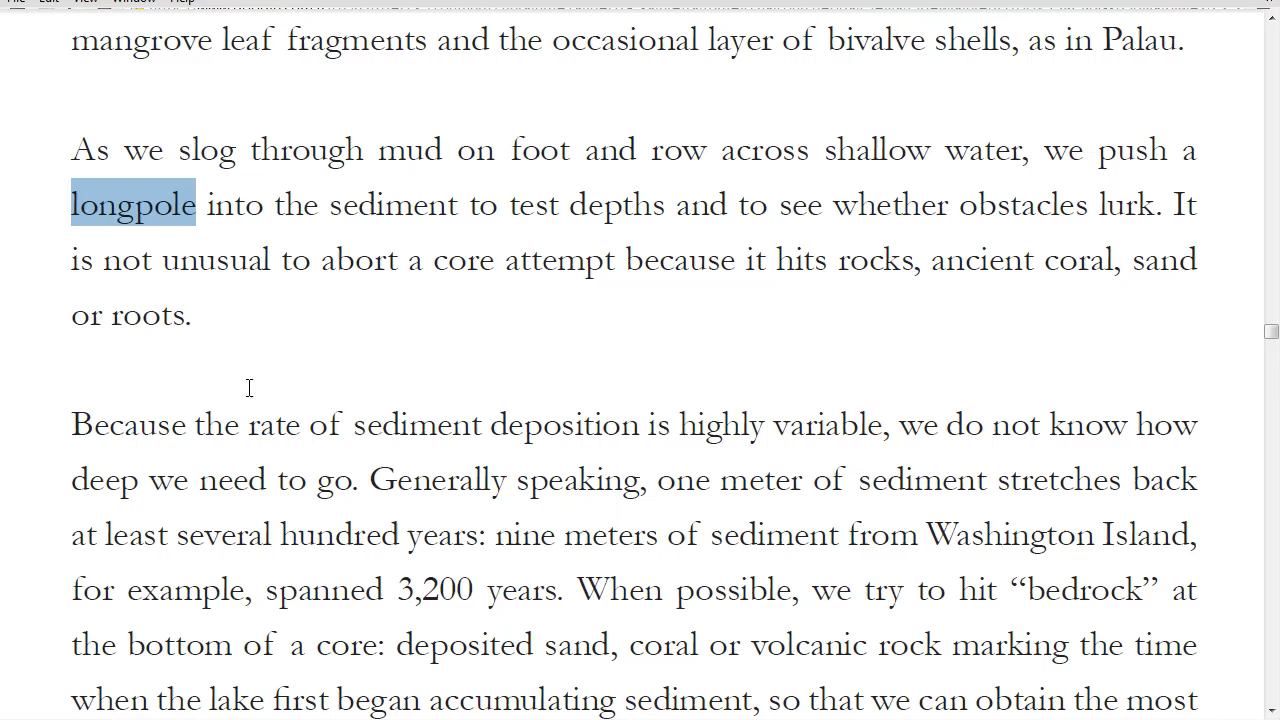 File Edit View Window Help
mangrove leaf fragments and the occasional layer of bivalve shells, as in Palau.
As we slog through mud on foot and row across shallow water, we push a
longpole into the sediment to test depths and to see whether obstacles lurk. It
is not unusual to abort a core attempt because it hits rocks, ancient coral, sand
or roots.
Because the rate of sediment deposition is highly variable, we do not know how
deep we need to go. Generally speaking, one meter of sediment stretches back
at least several hundred years: nine meters of sediment from Washington Island,
for example, spanned 3,200 years. When possible, we try to hit “bedrock” at
the bottom of a core: deposited sand, coral or volcanic rock marking the time
when the lake first began accumulating sediment, so that we can obtain the most